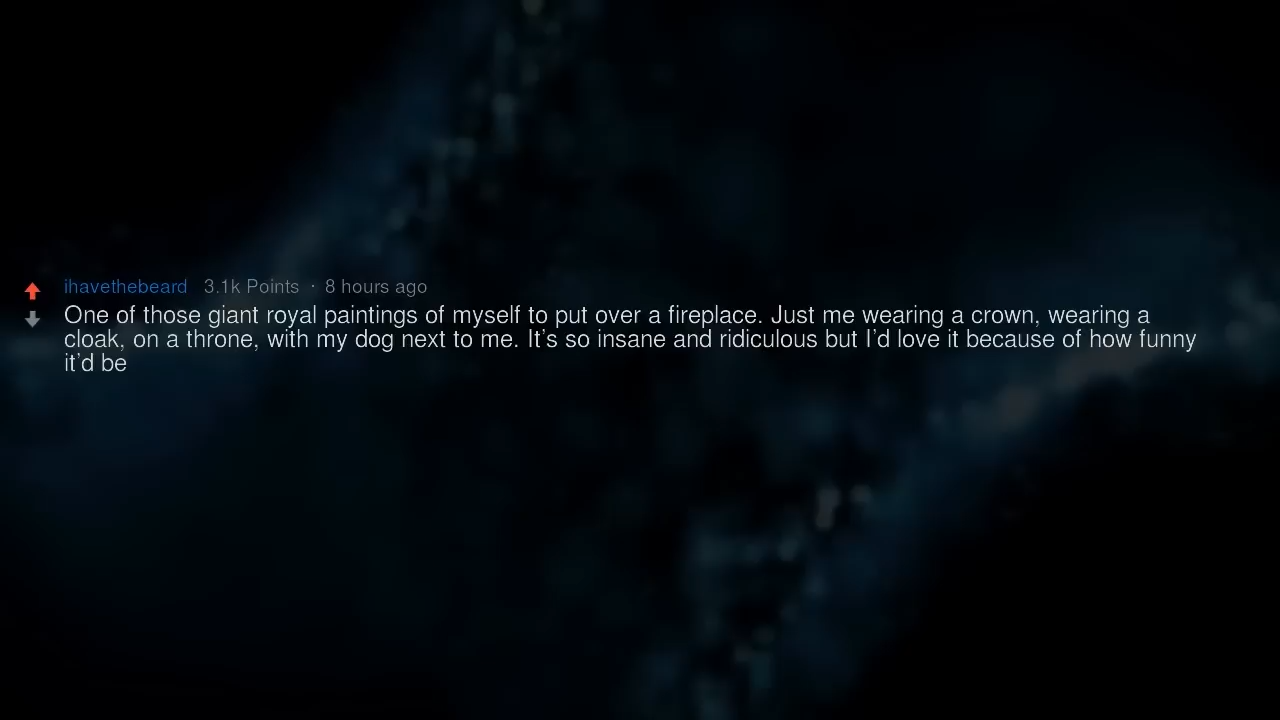 ihavethebeard 3.1k Points · 8 hours ago
One of those giant royal paintings of myself to put over a fireplace. Just me wearing a crown, wearing a
cloak, on a throne, with my dog next to me. It’s so insane and ridiculous but I’d love it because of how funny
it’d be